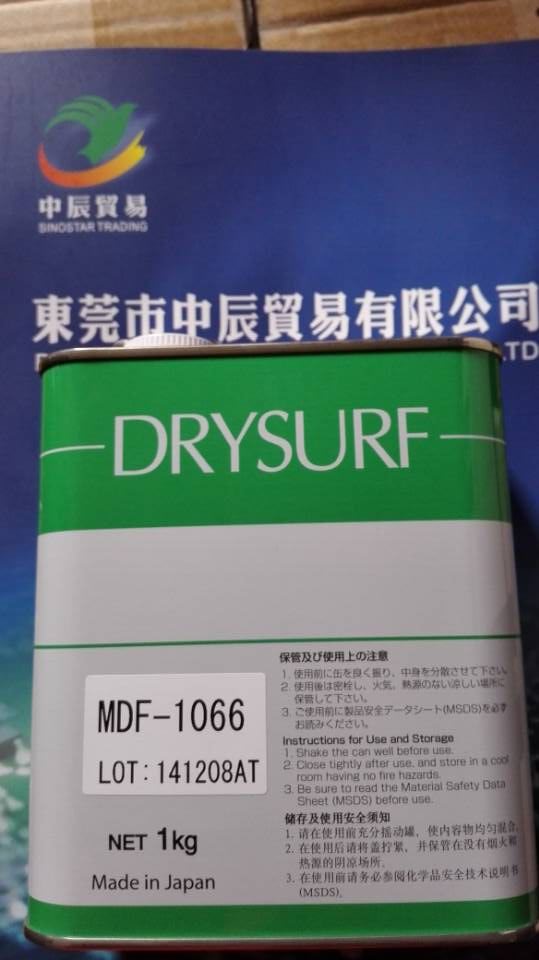 中辰貿易
SINOSTAR TRADING
東莞市中辰貿易有限公司
LTD
DRYSURF
MDF-1066
LOT : 141208AT
NET 1kg
Made in Japan
保管及び使用上の注意
1. 使用前に缶を良く振り、中身を分散させて下さい。
2. 使用後は密栓し、火気、熱源のない涼しい場所に
保管して下さい。
3. ご使用前に製品安全データシート(MSDS)を必ず
お読みください。
Instructions for Use and Storage
1. Shake the can well before use.
2. Close tightly after use, and store in a cool
room having no fire hazards.
3. Be sure to read the Material Safety Data
Sheet (MSDS) before use.
储存及使用安全须知
1. 请在使用前充分摇动罐，使内容物均匀混合。
2. 在使用后请将盖拧紧，并保管在没有烟火和
热源的阴凉场所。
3. 在使用前请务必参阅化学品安全技术说明书
(MSDS)。